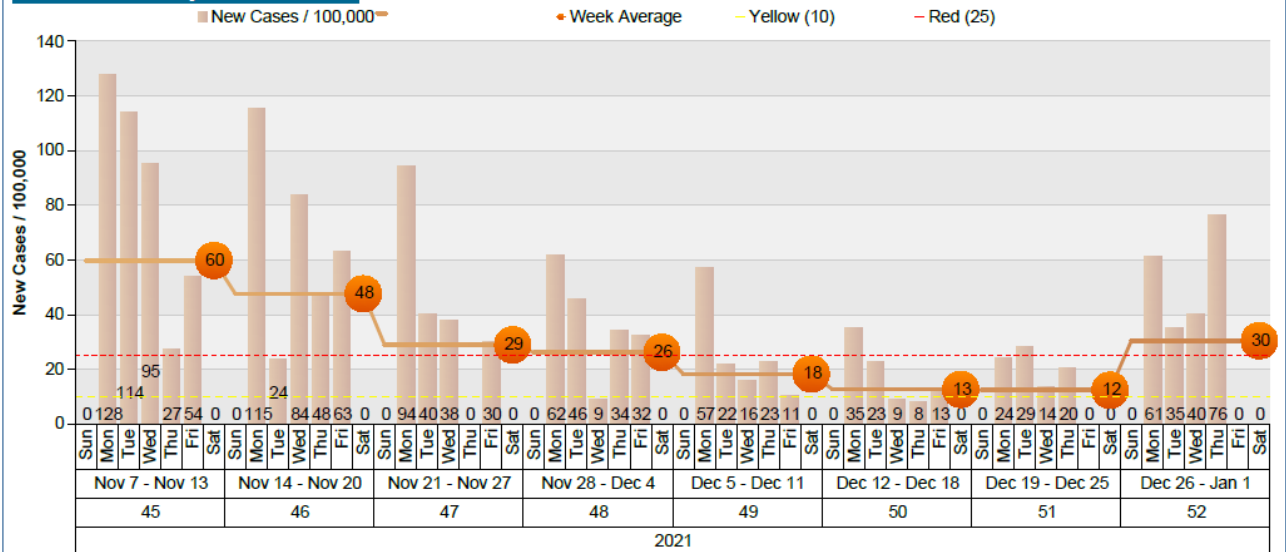 New Cases / 100,000 Week Average Yellow (10) Red (25)
140
120
100
80
60
40
20
0
New Cases / 100,000
60 48 29 26 18 13 12 30
0 128 114 95 27 54 0 0 115 24 84 48 63 0 0 94 40 38 0 30 0 0 62 46 9 34 32 0 0 57 22 16 23 11 0 0 35 23 9 8 13 0 0 24 29 14 20 0 0 0 61 35 40 76 0 0
Sun Mon Tue Wed Thu Fri Sat Sun Mon Tue Wed Thu Fri Sat Sun Mon Tue Wed Thu Fri Sat Sun Mon Tue Wed Thu Fri Sat Sun Mon Tue Wed Thu Fri Sat Sun Mon Tue Wed Thu Fri Sat Sun Mon Tue Wed Thu Fri Sat Sun Mon Tue Wed Thu Fri Sat
Nov 7 - Nov 13 Nov 14 - Nov 20 Nov 21 - Nov 27 Nov 28 - Dec 4 Dec 5 - Dec 11 Dec 12 - Dec 18 Dec 19 - Dec 25 Dec 26 - Jan 1
45 46 47 48 49 50 51 52
2021